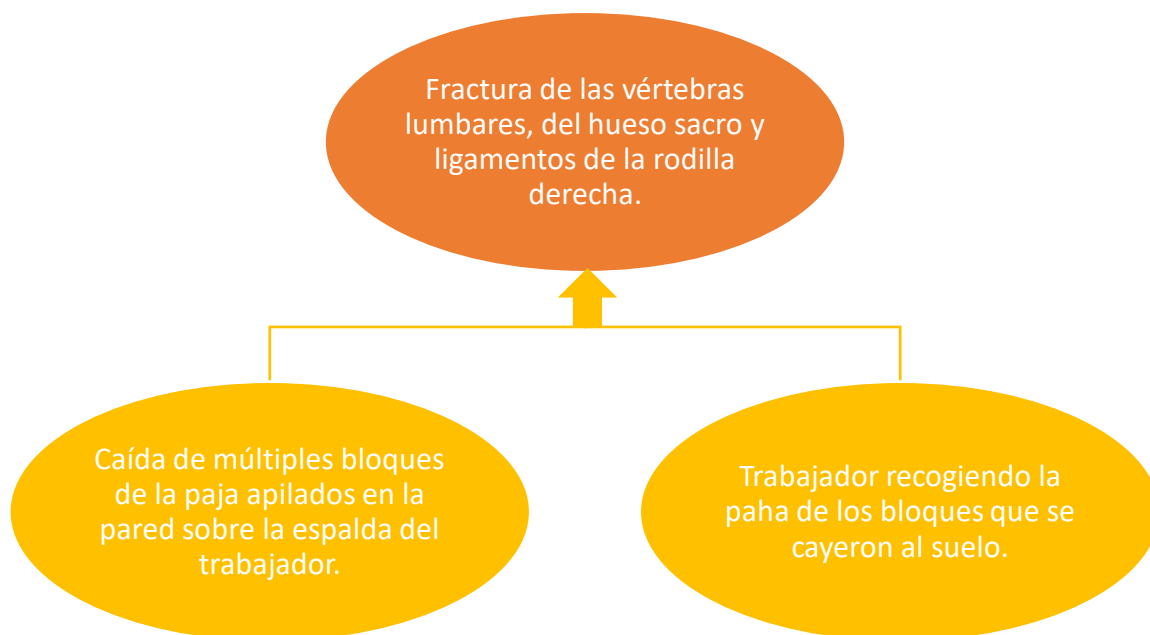 Fractura de las vértebras
lumbares, del hueso sacro y
ligamentos de la rodilla
derecha.
Caída de múltiples bloques
de la paja apilados en la
pared sobre la espalda del
trabajador.
Trabajador recogiendo la
paha de los bloques que se
cayeron al suelo.